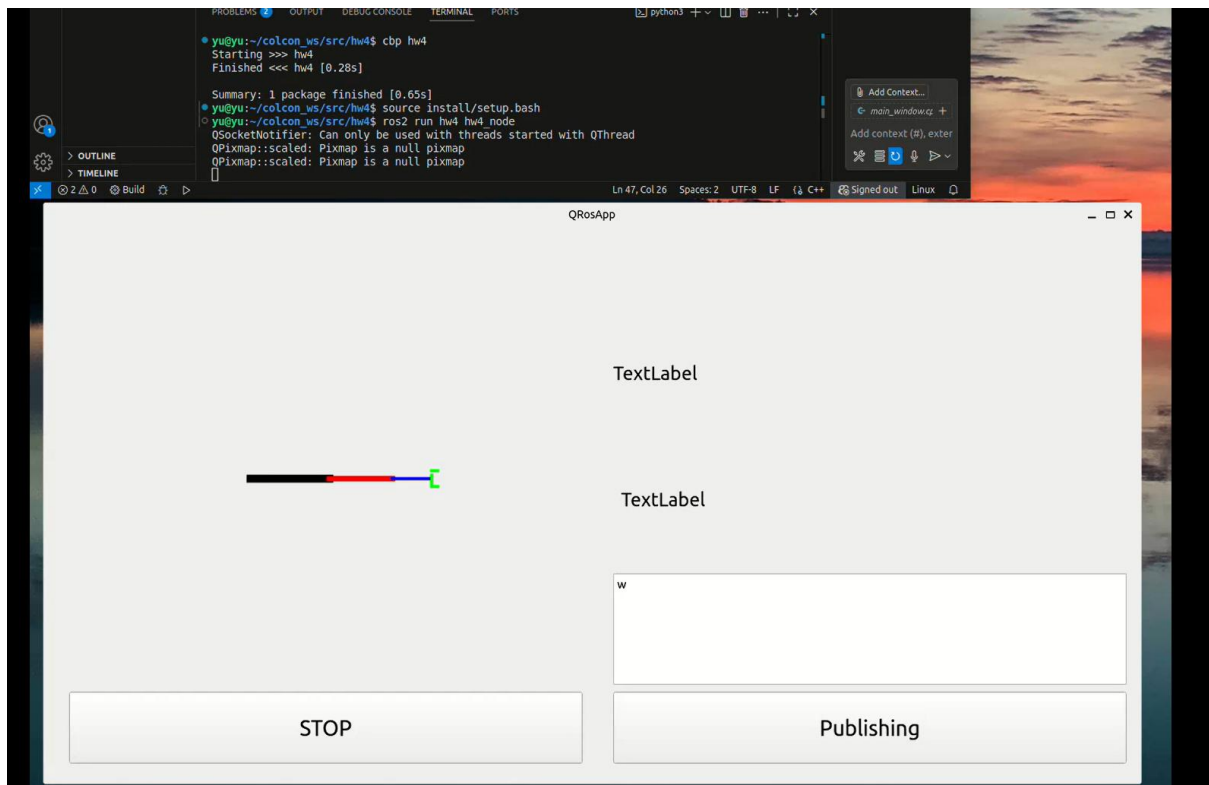 PROBLEMS 2 OUTPUT DEBUG CONSOLE TERMINAL PORTS python3
yu@yu:~/colcon_ws/src/hw4$ cbp hw4
Starting >>> hw4
Finished <<< hw4 [0.28s]
Summary: 1 package finished [0.65s]
yu@yu:~/colcon_ws/src/hw4$ source install/setup.bash
yu@yu:~/colcon_ws/src/hw4$ ros2 run hw4 hw4_node
QSocketNotifier: Can only be used with threads started with QThread
QPixmap::scaled: Pixmap is a null pixmap
QPixmap::scaled: Pixmap is a null pixmap
Add Context...
main_window.c
Add context (#), exter
1
> OUTLINE
> TIMELINE
2 0 Build Ln 47, Col 26 Spaces: 2 UTF-8 LF C++ Signed out Linux
QRosApp
TextLabel
TextLabel
w
STOP
Publishing